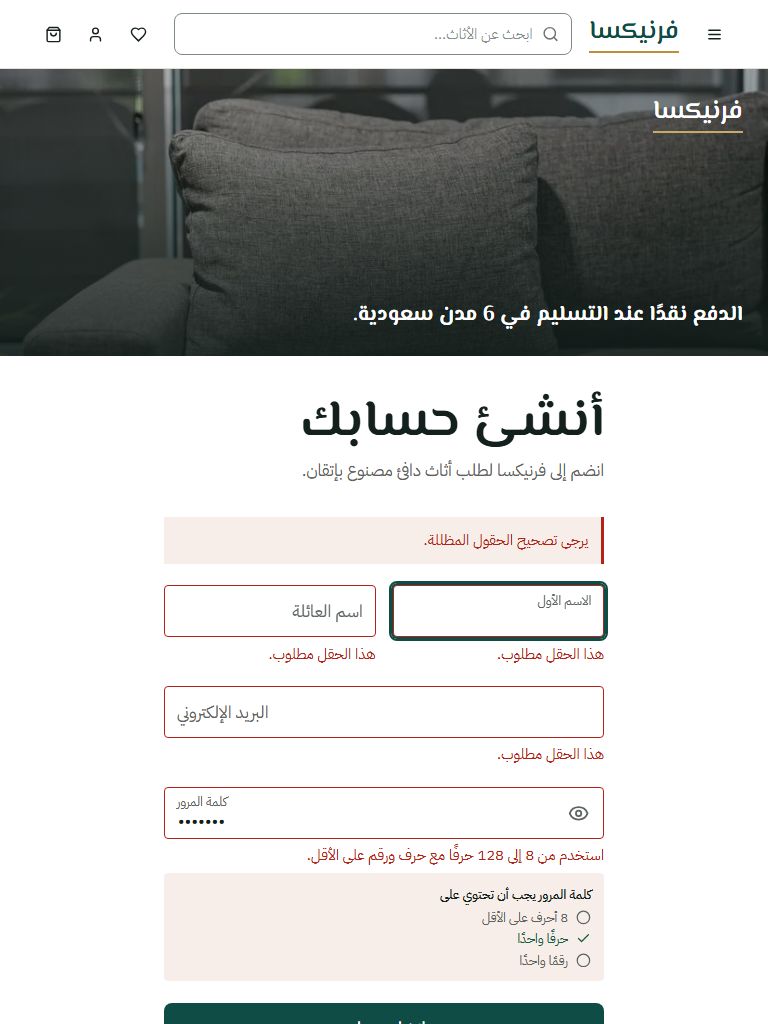 فرنيكسا
ابحث عن الأثاث...
فرنيكسا
الدفع نقدًا عند التسليم في 6 مدن سعودية.
أنشئ حسابك
انضم إلى فرنيكسا لطلب أثاث دافئ مصنوع بإتقان.
يرجى تصحيح الحقول المظللة.
الاسم الأول
اسم العائلة
هذا الحقل مطلوب.
هذا الحقل مطلوب.
البريد الإلكتروني
هذا الحقل مطلوب.
كلمة المرور
•••••••
استخدم من 8 إلى 128 حرفًا مع حرف ورقم على الأقل.
كلمة المرور يجب أن تحتوي على
8 أحرف على الأقل
حرفًا واحدًا
رقمًا واحدًا